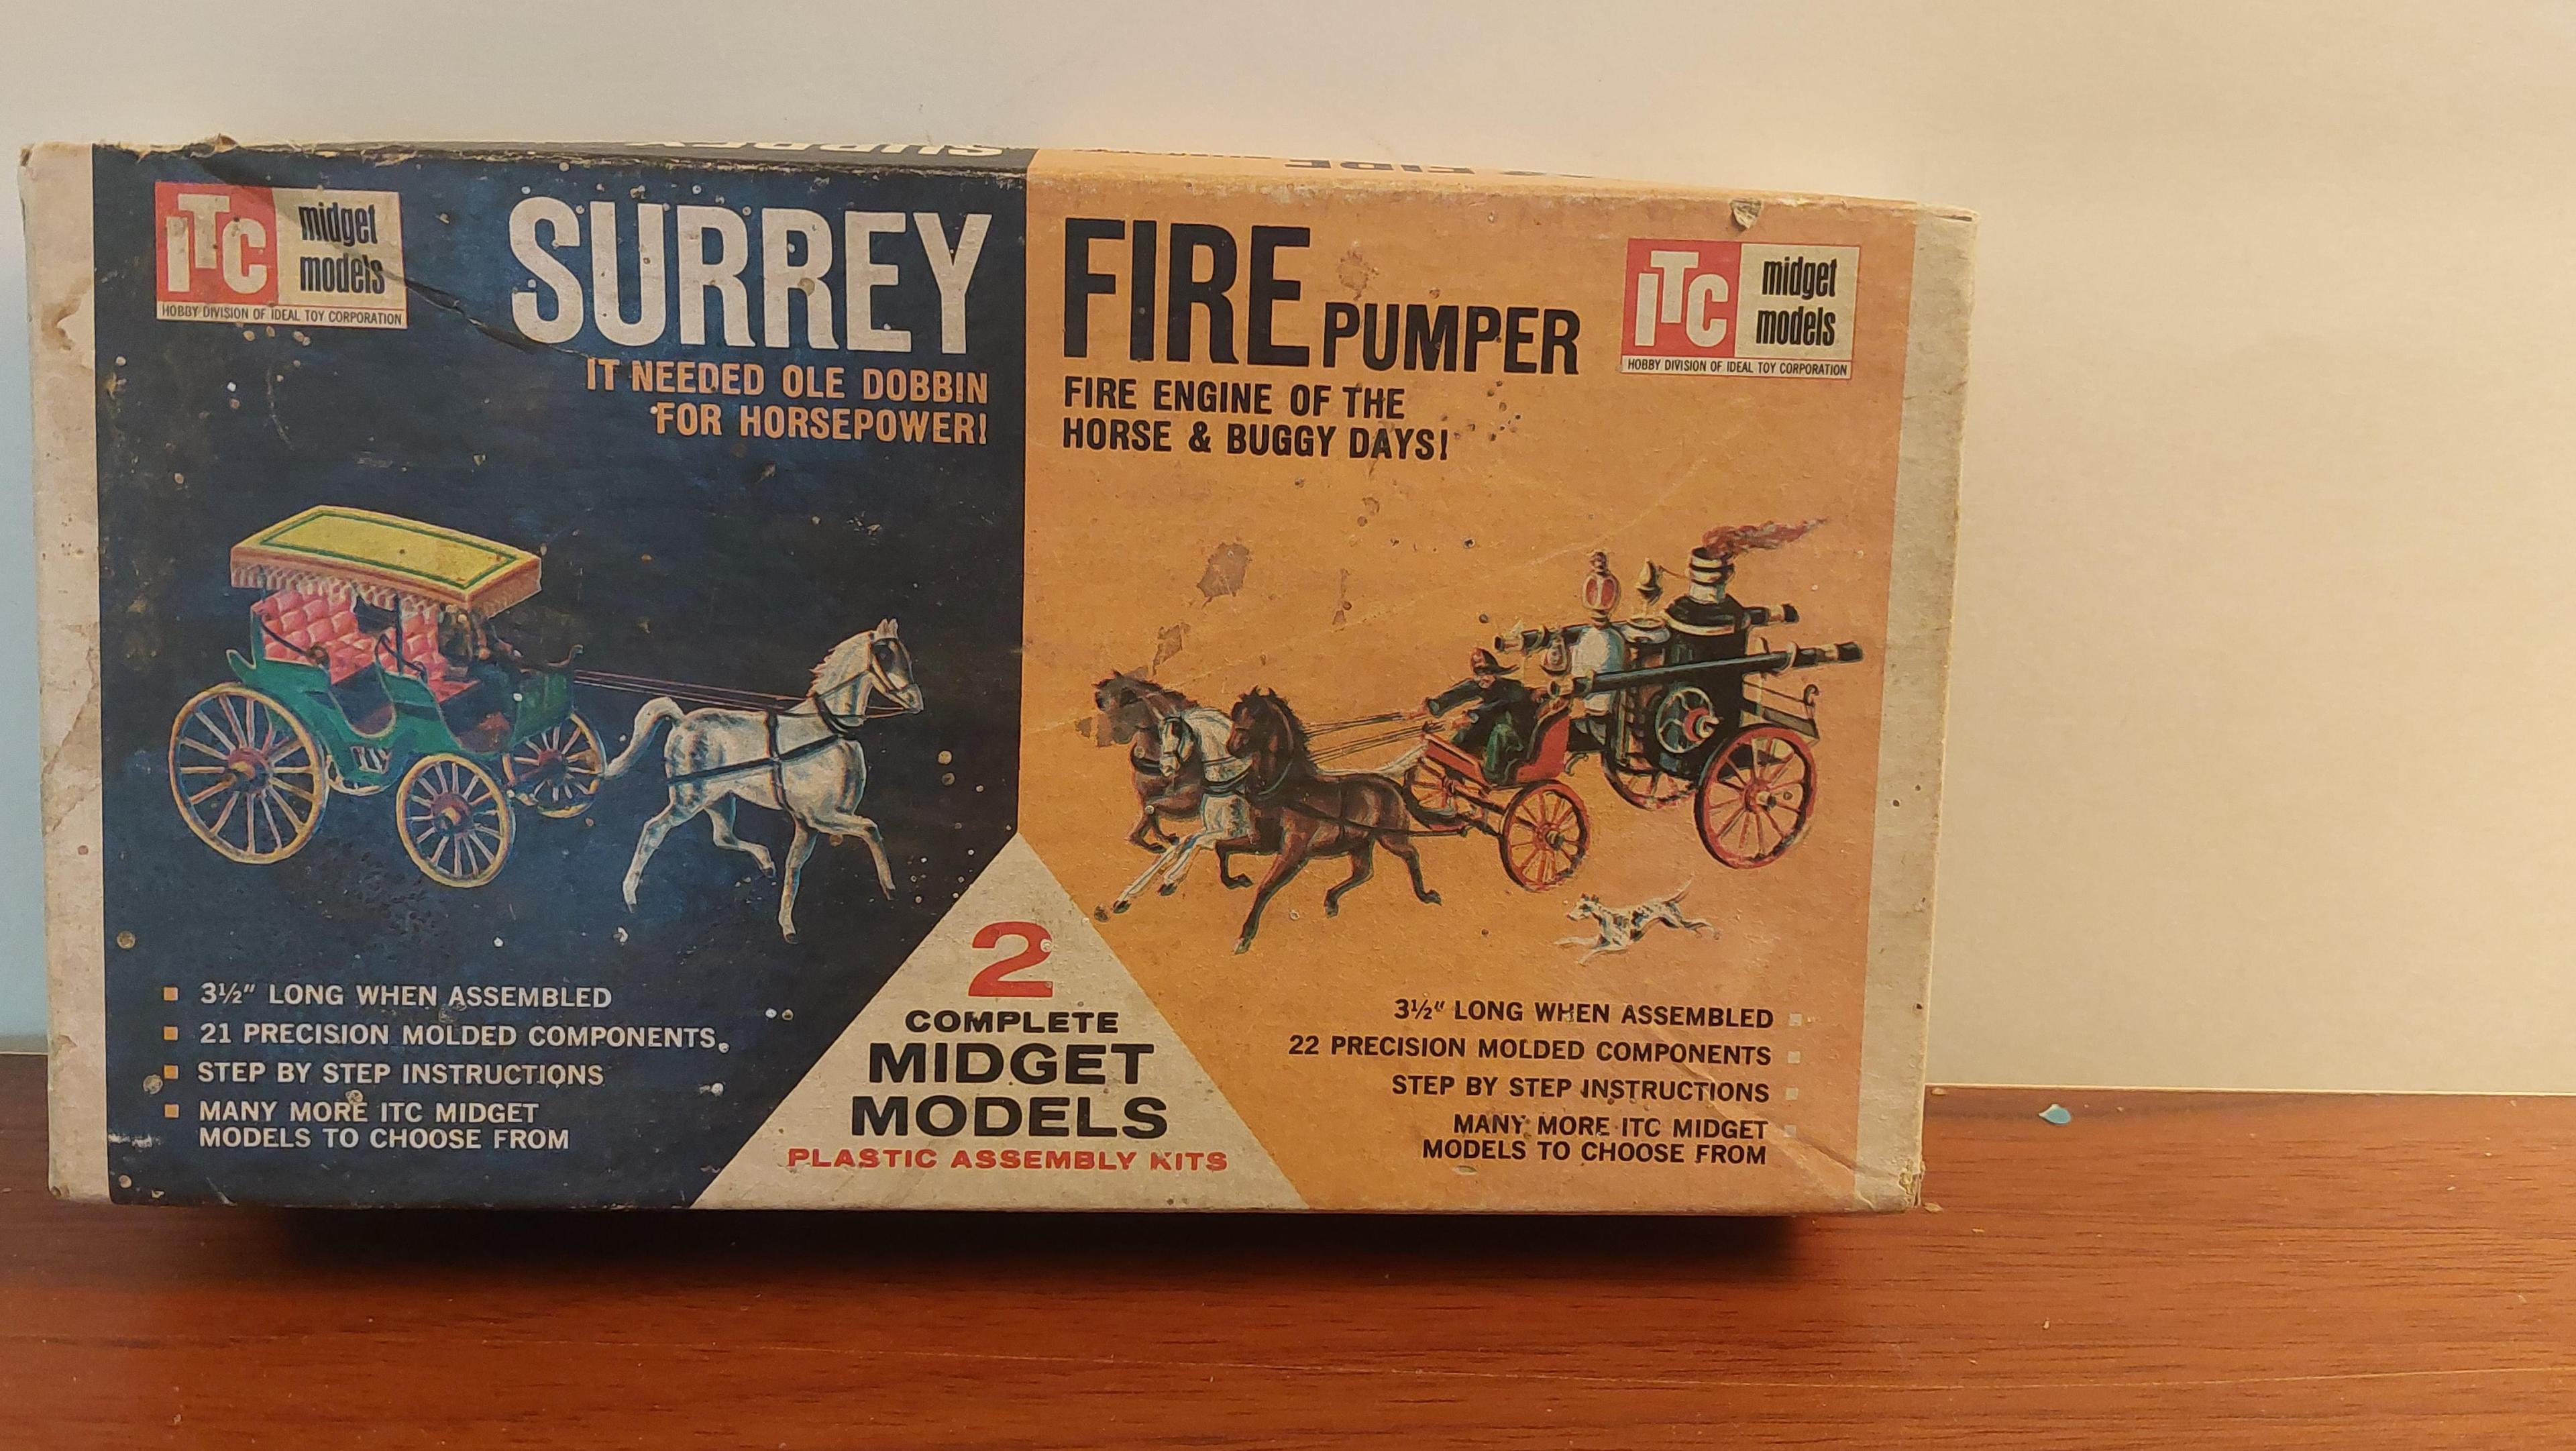 SURREY
FIRE
ITC
midget
models
HOBBY DIVISION OF IDEAL TOY CORPORATION
SURREY
IT NEEDED OLE DOBBIN
FOR HORSEPOWER!
3½" LONG WHEN ASSEMBLED
21 PRECISION MOLDED COMPONENTS
STEP BY STEP INSTRUCTIONS
MANY MORE ITC MIDGET
MODELS TO CHOOSE FROM
FIRE PUMPER
FIRE ENGINE OF THE
HORSE & BUGGY DAYS!
ITC
midget
models
HOBBY DIVISION OF IDEAL TOY CORPORATION
3½" LONG WHEN ASSEMBLED
22 PRECISION MOLDED COMPONENTS
STEP BY STEP INSTRUCTIONS
MANY MORE ITC MIDGET
MODELS TO CHOOSE FROM
2
COMPLETE
MIDGET
MODELS
PLASTIC ASSEMBLY KITS